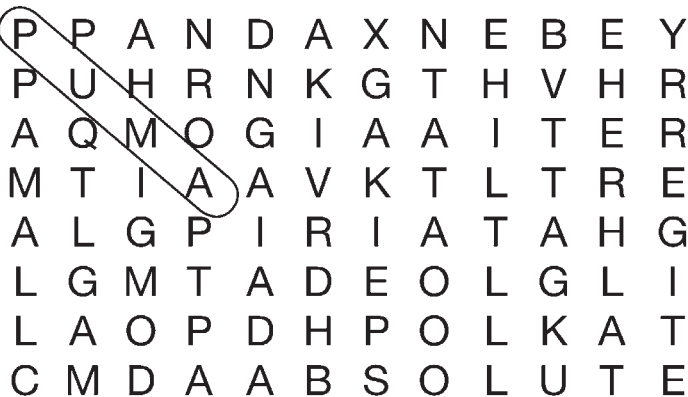 P P A N D A X N E B E Y
P U H R N K G T H V H R
A Q M O G I A A I T E R
M T I A A V K T L T R E
A L G P I R I A T A H G
L G M T A D E O L G L I
L A O P D H P O L K A T
C M D A A B S O L U T E